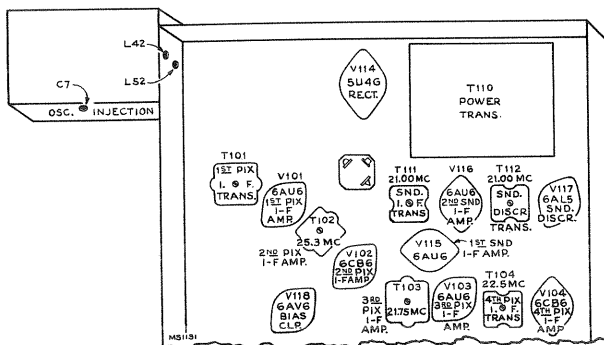 L42
L52
C7
OSC. INJECTION
V114
5U4G
RECT.
T110
POWER
TRANS.
T101
1ST PIX
I. F.
TRANS.
V101
6AU6
1ST PIX
I-F
AMP.
T102
25.3 MC
2ND PIX
I-F AMP.
V102
6CB6
2ND PIX
I-F AMP.
T111
21.00 MC
SND.
I. F.
TRANS
V116
6AU6
2ND SND
I-F
AMP.
T112
21.00 MC
SND.
DISCR.
TRANS.
V117
6AL5
SND.
DISCR.
V115
6AU6
1ST SND
I-F AMP.
V118
6AV6
BIAS
CLP.
T103
21.75 MC
3RD
PIX
I-F
AMP.
V103
6AU6
3RD PIX
I-F
AMP.
T104
22.5 MC
4TH PIX
I. F.
TRANS
V104
6CB6
4TH PIX
I-F
AMP
MS1131